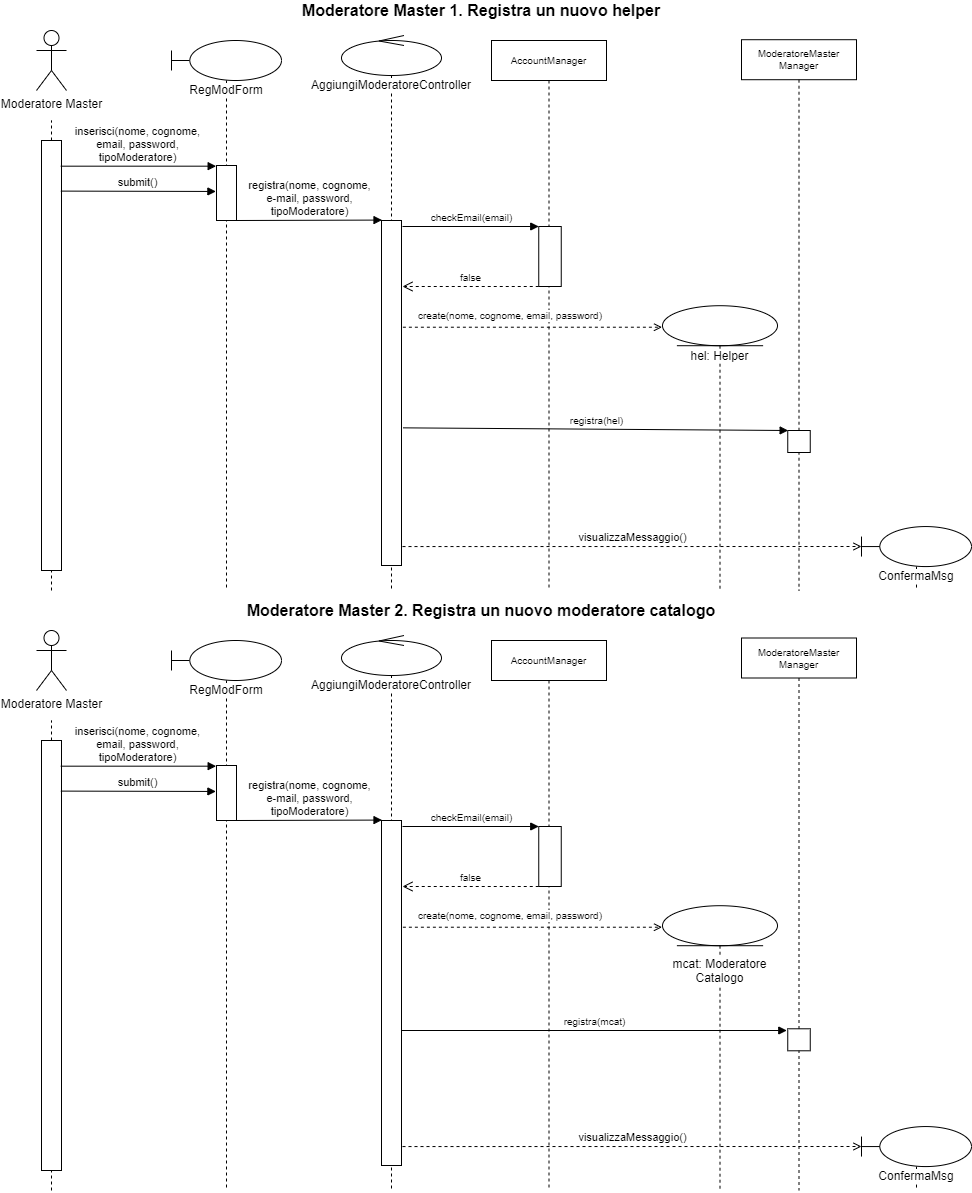 Moderatore Master 1. Registra un nuovo helper
Moderatore Master
RegModForm
AggiungiModeratoreController
AccountManager
ModeratoreMaster
Manager
inserisci(nome, cognome,
email, password,
tipoModeratore)
submit()
registra(nome, cognome,
e-mail, password,
tipoModeratore)
checkEmail(email)
false
create(nome, cognome, email, password)
hel: Helper
registra(hel)
visualizzaMessaggio()
ConfermaMsg
Moderatore Master 2. Registra un nuovo moderatore catalogo
Moderatore Master
RegModForm
AggiungiModeratoreController
AccountManager
ModeratoreMaster
Manager
inserisci(nome, cognome,
email, password,
tipoModeratore)
submit()
registra(nome, cognome,
e-mail, password,
tipoModeratore)
checkEmail(email)
false
create(nome, cognome, email, password)
mcat: Moderatore
Catalogo
registra(mcat)
visualizzaMessaggio()
ConfermaMsg